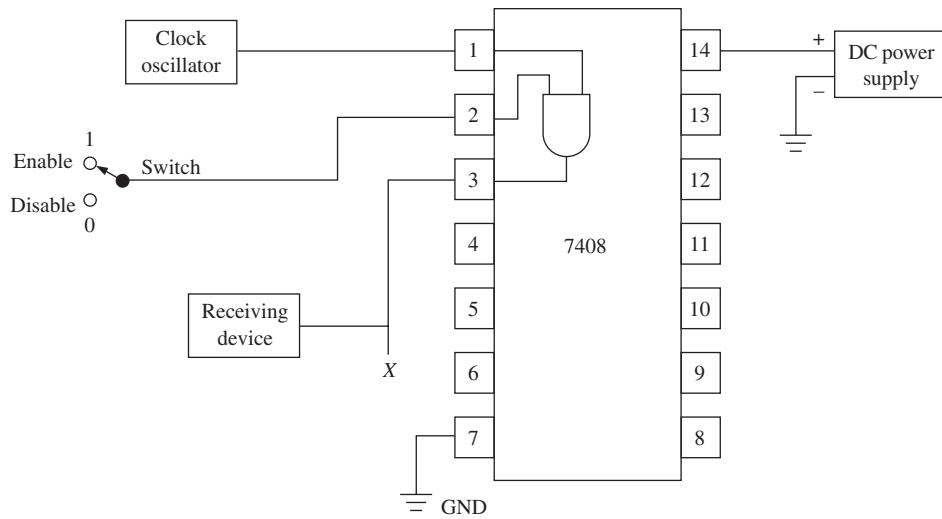 Clock
oscillator
1
Enable
Switch
Disable
0
Receiving
device
X
GND
1
2
3
4
5
6
7
7408
14
13
12
11
10
9
8
+
−
DC power
supply